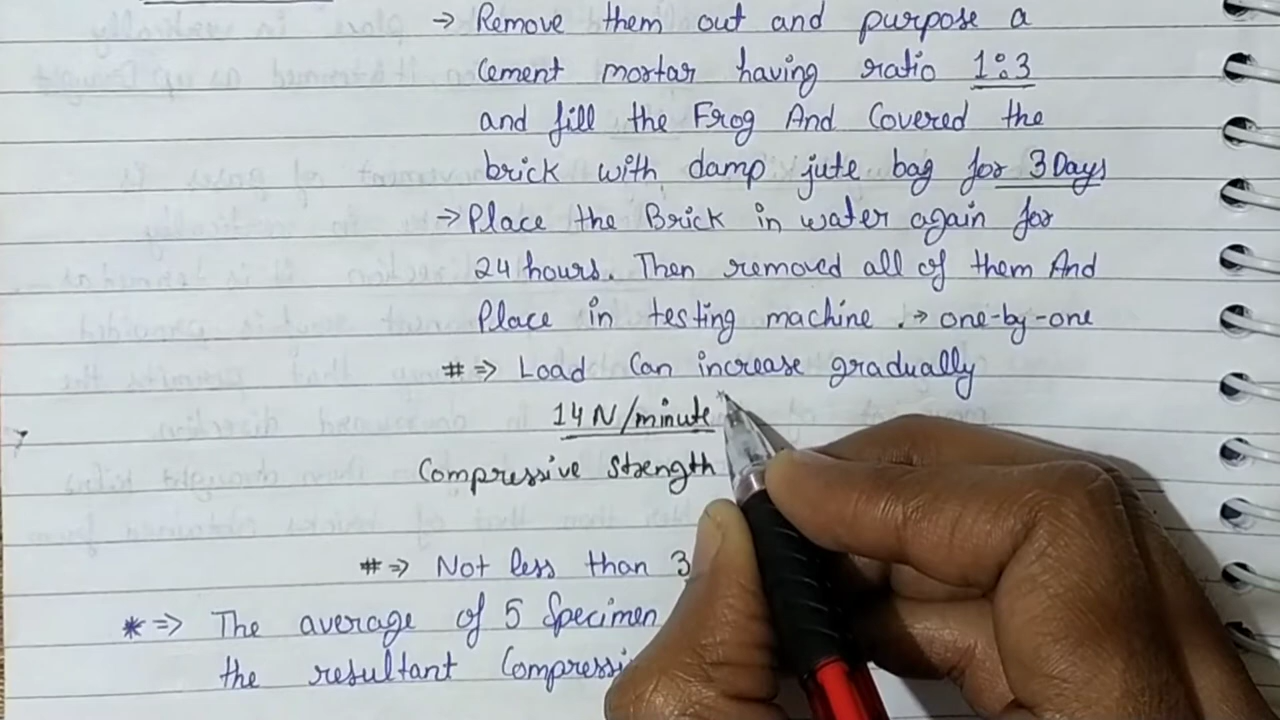 → Remove them out and purpose a
Cement mortar having ratio 1:3
and fill the Frog And Covered the
brick with damp jute bag for 3 Days
→ Place the Brick in water again for
24 hours. Then removed all of them And
Place in testing machine . → one-by-one
# ⇒ Load Can increase gradually
14 N/minute
Compressive Strength
# ⇒ Not less than 3
* ⇒ The average of 5 Specimen
the resultant Compressi